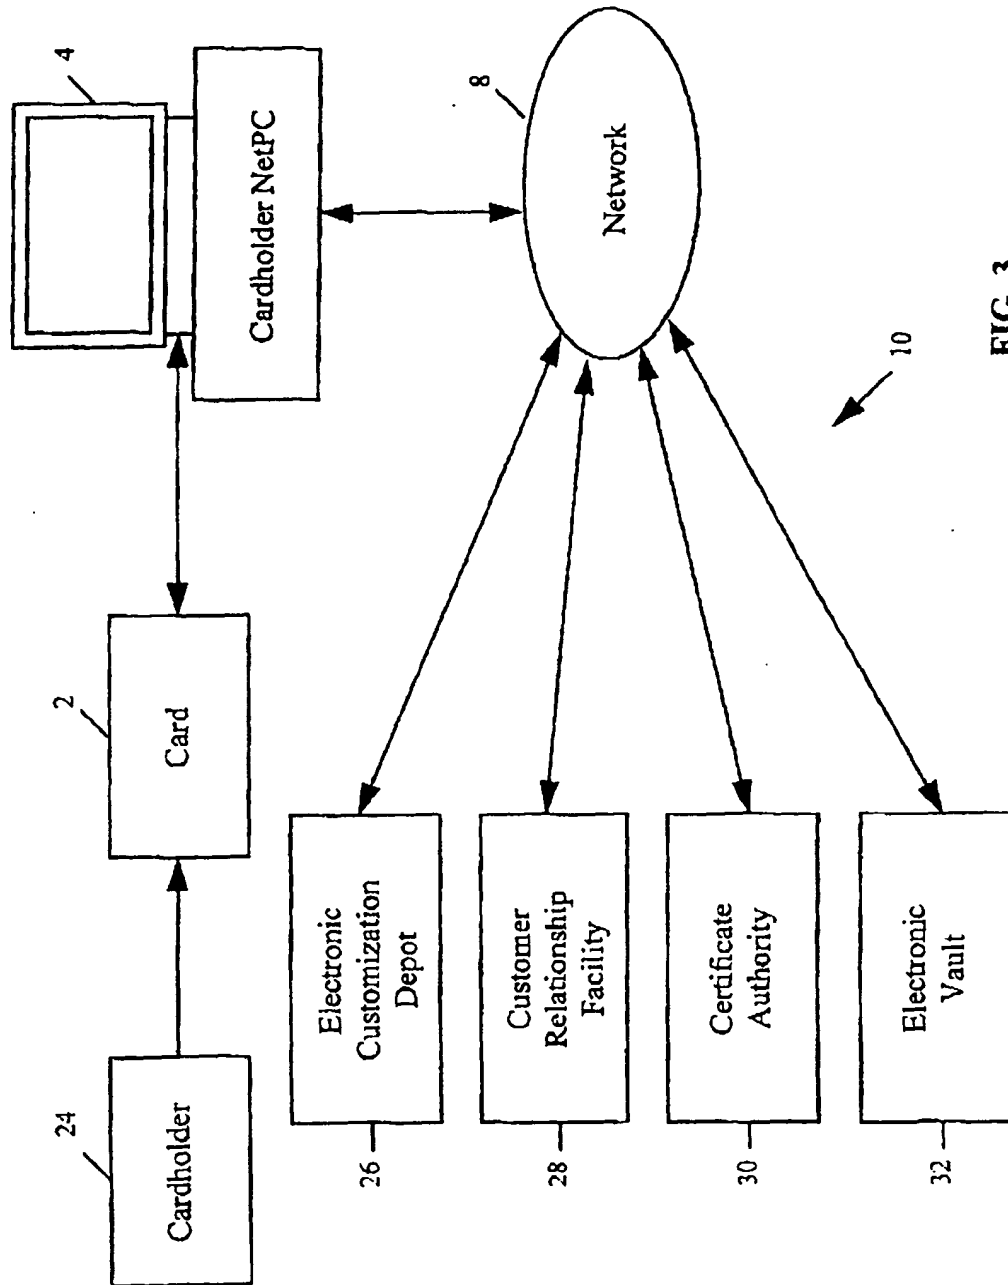 24
Cardholder
2
Card
4
Cardholder NetPC
26
Electronic
Customization
Depot
28
Customer
Relationship
Facility
30
Certificate
Authority
32
Electronic
Vault
8
Network
10
FIG. 3